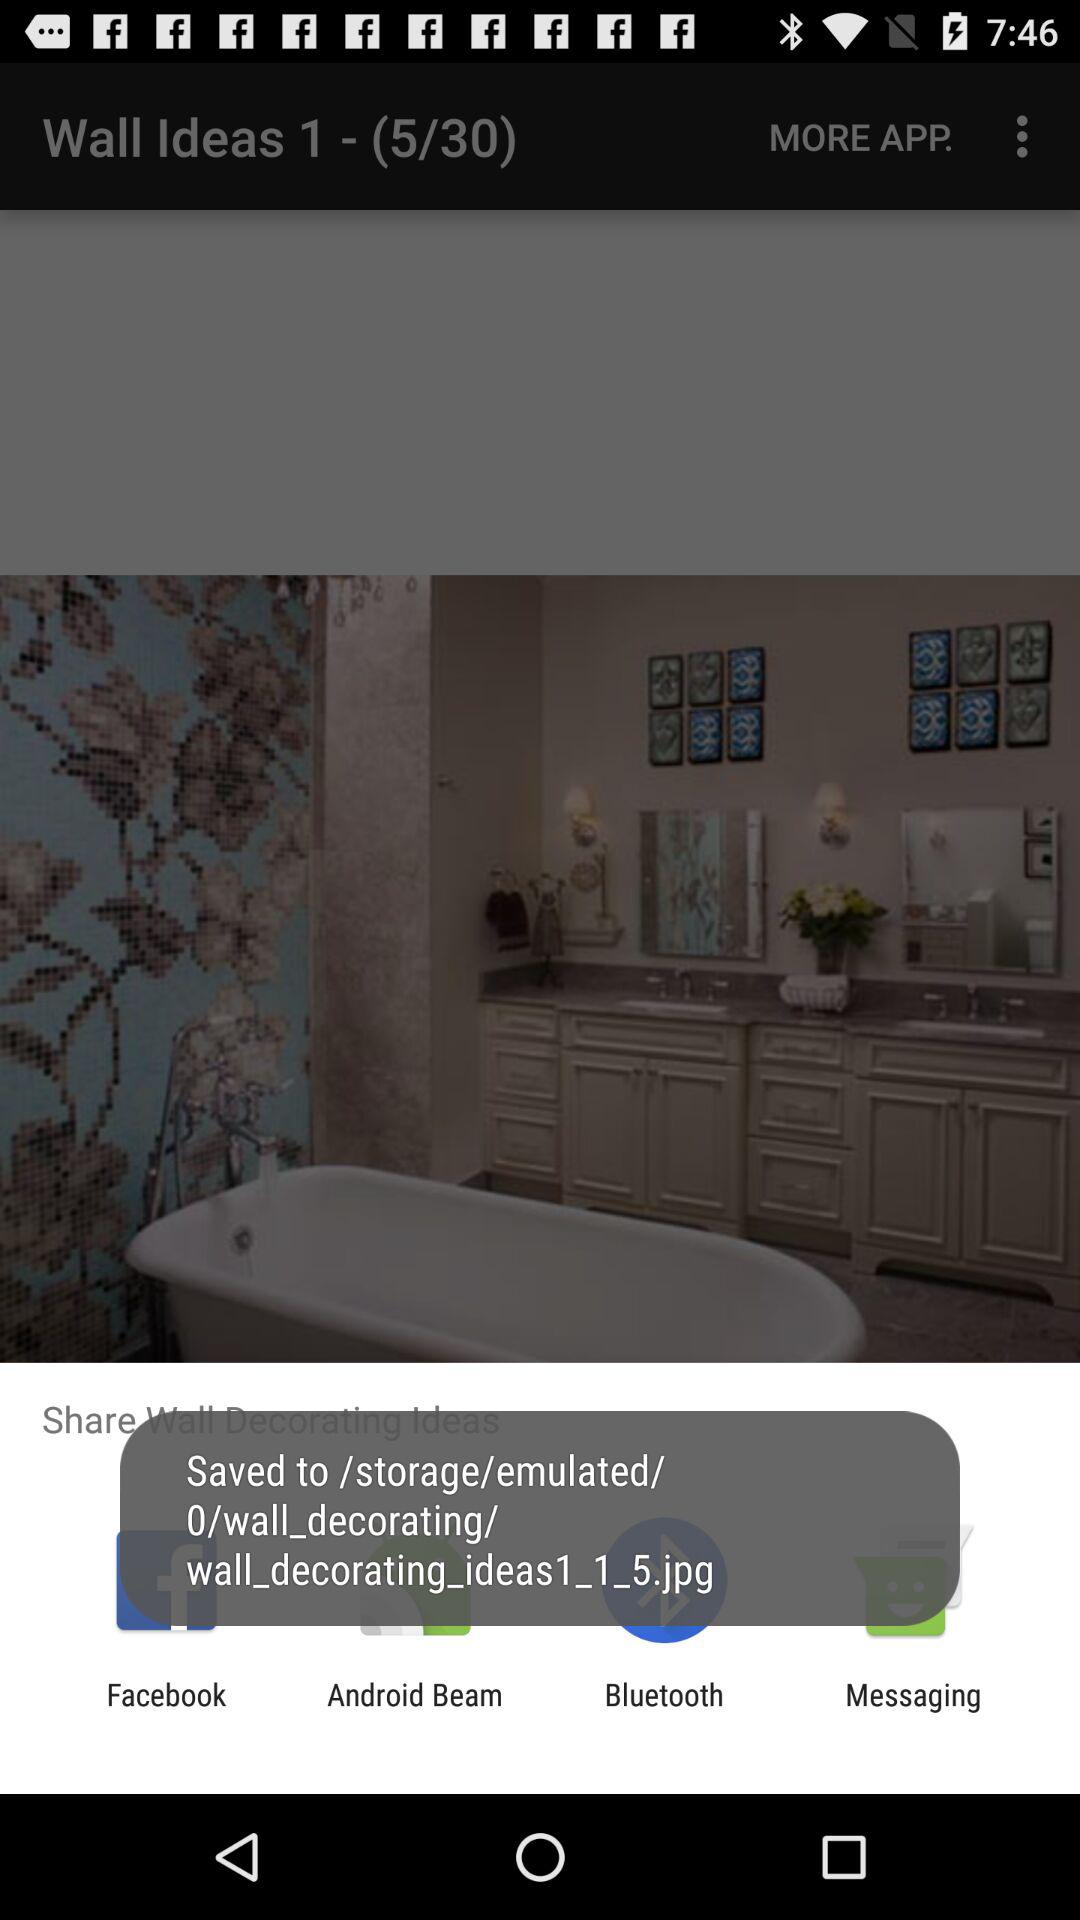 7:46
Wall Ideas 1 - (5/30)
MORE APP.
Share Wall Decorating Ideas
Saved to /storage/emulated/
0/wall_decorating/
wall_decorating_ideas1_1_5.jpg
Facebook
Android Beam
Bluetooth
Messaging